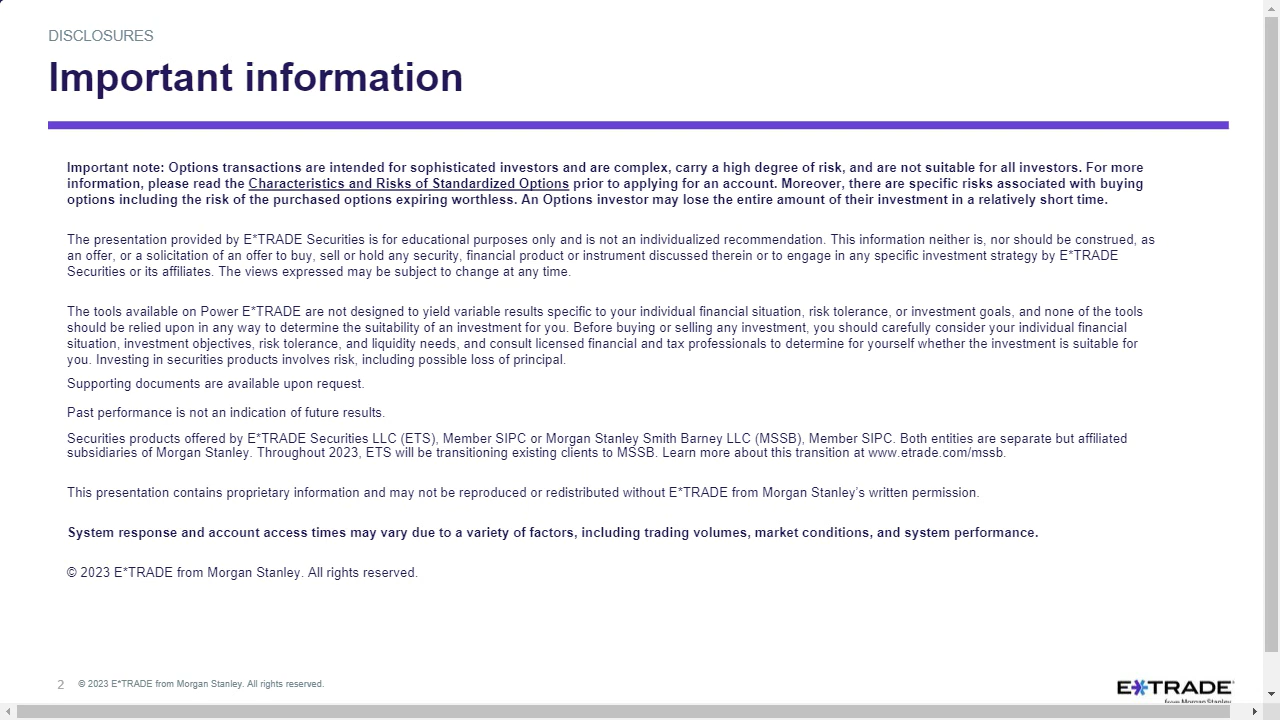 DISCLOSURES
Important information
Important note: Options transactions are intended for sophisticated investors and are complex, carry a high degree of risk, and are not suitable for all investors. For more
information, please read the Characteristics and Risks of Standardized Options prior to applying for an account. Moreover, there are specific risks associated with buying
options including the risk of the purchased options expiring worthless. An Options investor may lose the entire amount of their investment in a relatively short time.
The presentation provided by E*TRADE Securities is for educational purposes only and is not an individualized recommendation. This information neither is, nor should be construed, as
an offer, or a solicitation of an offer to buy, sell or hold any security, financial product or instrument discussed therein or to engage in any specific investment strategy by E*TRADE
Securities or its affiliates. The views expressed may be subject to change at any time.
The tools available on Power E*TRADE are not designed to yield variable results specific to your individual financial situation, risk tolerance, or investment goals, and none of the tools
should be relied upon in any way to determine the suitability of an investment for you. Before buying or selling any investment, you should carefully consider your individual financial
situation, investment objectives, risk tolerance, and liquidity needs, and consult licensed financial and tax professionals to determine for yourself whether the investment is suitable for
you. Investing in securities products involves risk, including possible loss of principal.
Supporting documents are available upon request.
Past performance is not an indication of future results.
Securities products offered by E*TRADE Securities LLC (ETS), Member SIPC or Morgan Stanley Smith Barney LLC (MSSB), Member SIPC. Both entities are separate but affiliated
subsidiaries of Morgan Stanley. Throughout 2023, ETS will be transitioning existing clients to MSSB. Learn more about this transition at www.etrade.com/mssb.
This presentation contains proprietary information and may not be reproduced or redistributed without E*TRADE from Morgan Stanley’s written permission.
System response and account access times may vary due to a variety of factors, including trading volumes, market conditions, and system performance.
© 2023 E*TRADE from Morgan Stanley. All rights reserved.
2 © 2023 E*TRADE from Morgan Stanley. All rights reserved.
E*TRADE
from Morgan Stanley